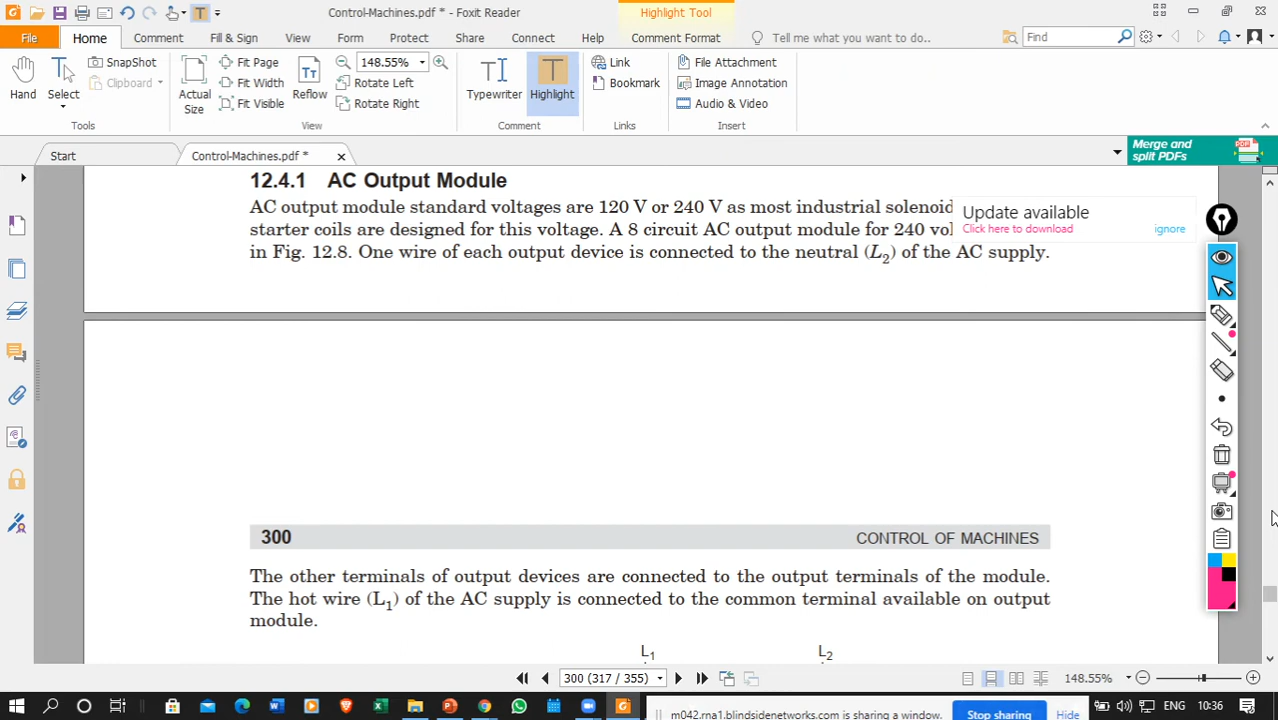 Control-Machines.pdf * - Foxit Reader
Highlight Tool
File Home Comment Fill & Sign View Form Protect Share Connect Help Comment Format Tell me what you want to do.. Find
SnapShot
Clipboard
Hand Select
Actual Size
Fit Page
Fit Width
Fit Visible
Reflow
148.55%
Rotate Left
Rotate Right
Typewriter Highlight
Link
Bookmark
File Attachment
Image Annotation
Audio & Video
Tools View Comment Links Insert
Start Control-Machines.pdf *
Merge and
split PDFs
12.4.1 AC Output Module
AC output module standard voltages are 120 V or 240 V as most industrial solenoid
starter coils are designed for this voltage. A 8 circuit AC output module for 240 vol
in Fig. 12.8. One wire of each output device is connected to the neutral (L2) of the AC supply.
Update available
Click here to download ignore
300 CONTROL OF MACHINES
The other terminals of output devices are connected to the output terminals of the module.
The hot wire (L1) of the AC supply is connected to the common terminal available on output
module.
L1 L2
300 (317 / 355) 148.55%
m042.rna1.blindsidenetworks.com is sharing a window. Stop sharing Hide
ENG 10:36